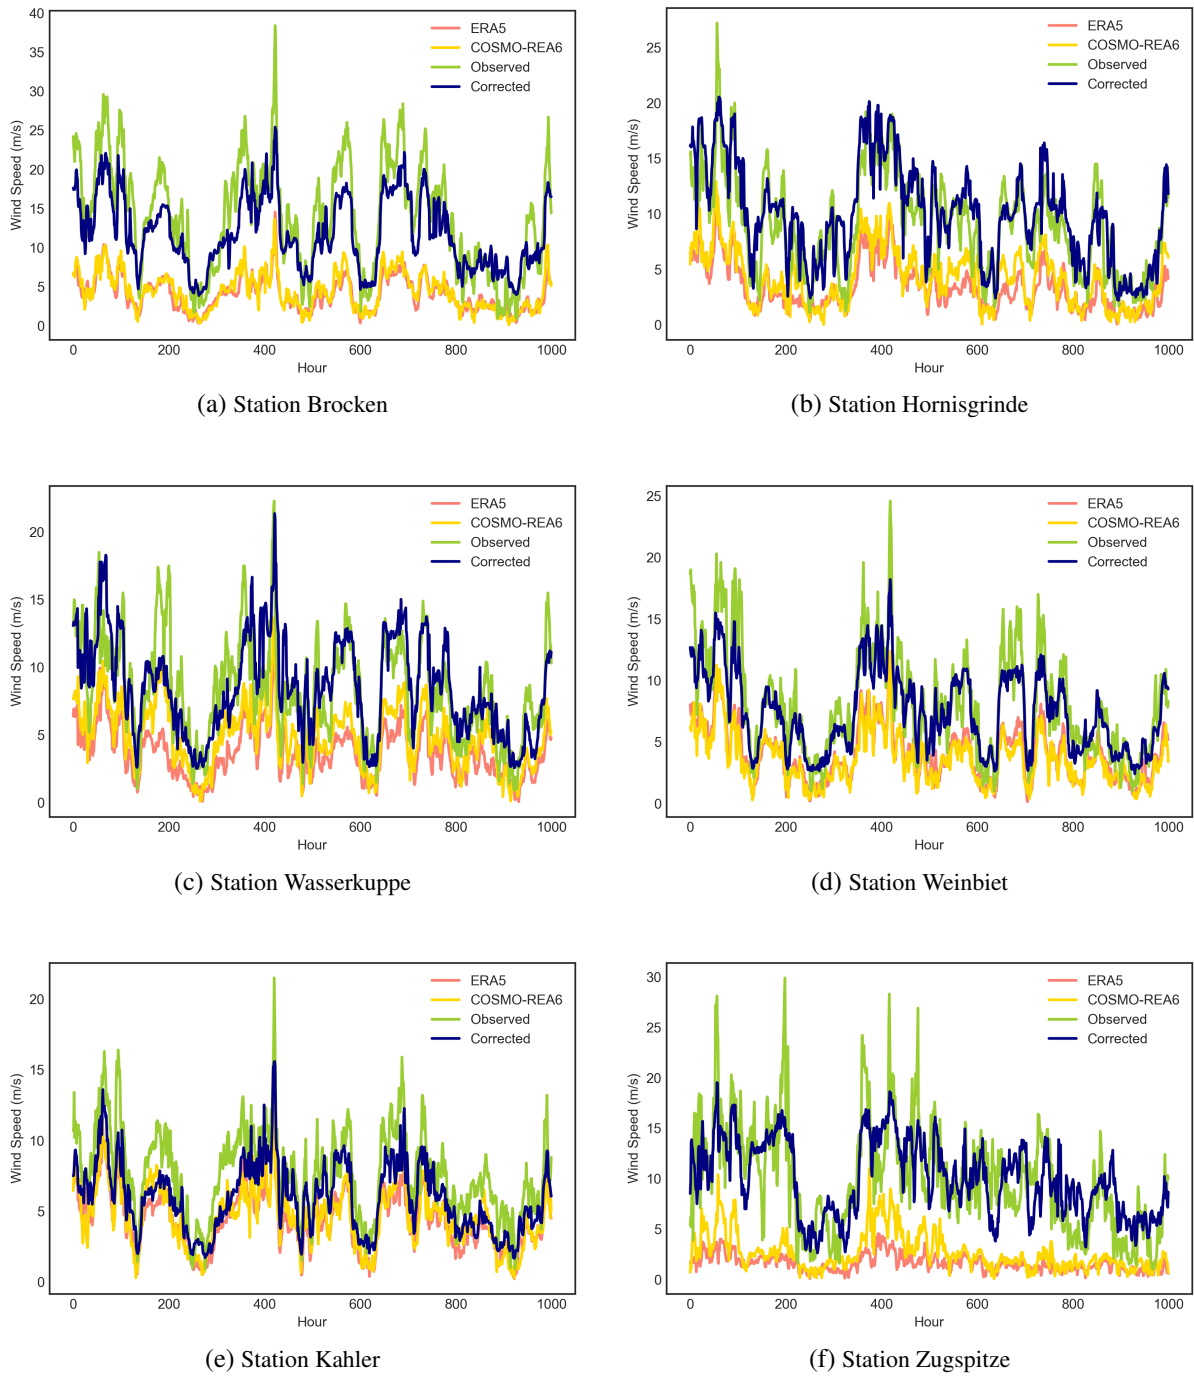 40
35
30
25
20
15
10
5
0
Wind Speed (m/s)
ERA5
COSMO-REA6
Observed
Corrected
0 200 400 600 800 1000
Hour
(a) Station Brocken
25
20
15
10
5
0
Wind Speed (m/s)
ERA5
COSMO-REA6
Observed
Corrected
0 200 400 600 800 1000
Hour
(b) Station Hornisgrinde
20
15
10
5
0
Wind Speed (m/s)
ERA5
COSMO-REA6
Observed
Corrected
0 200 400 600 800 1000
Hour
(c) Station Wasserkuppe
25
20
15
10
5
0
Wind Speed (m/s)
ERA5
COSMO-REA6
Observed
Corrected
0 200 400 600 800 1000
Hour
(d) Station Weinbiet
20
15
10
5
0
Wind Speed (m/s)
ERA5
COSMO-REA6
Observed
Corrected
0 200 400 600 800 1000
Hour
(e) Station Kahler
30
25
20
15
10
5
0
Wind Speed (m/s)
ERA5
COSMO-REA6
Observed
Corrected
0 200 400 600 800 1000
Hour
(f) Station Zugspitze